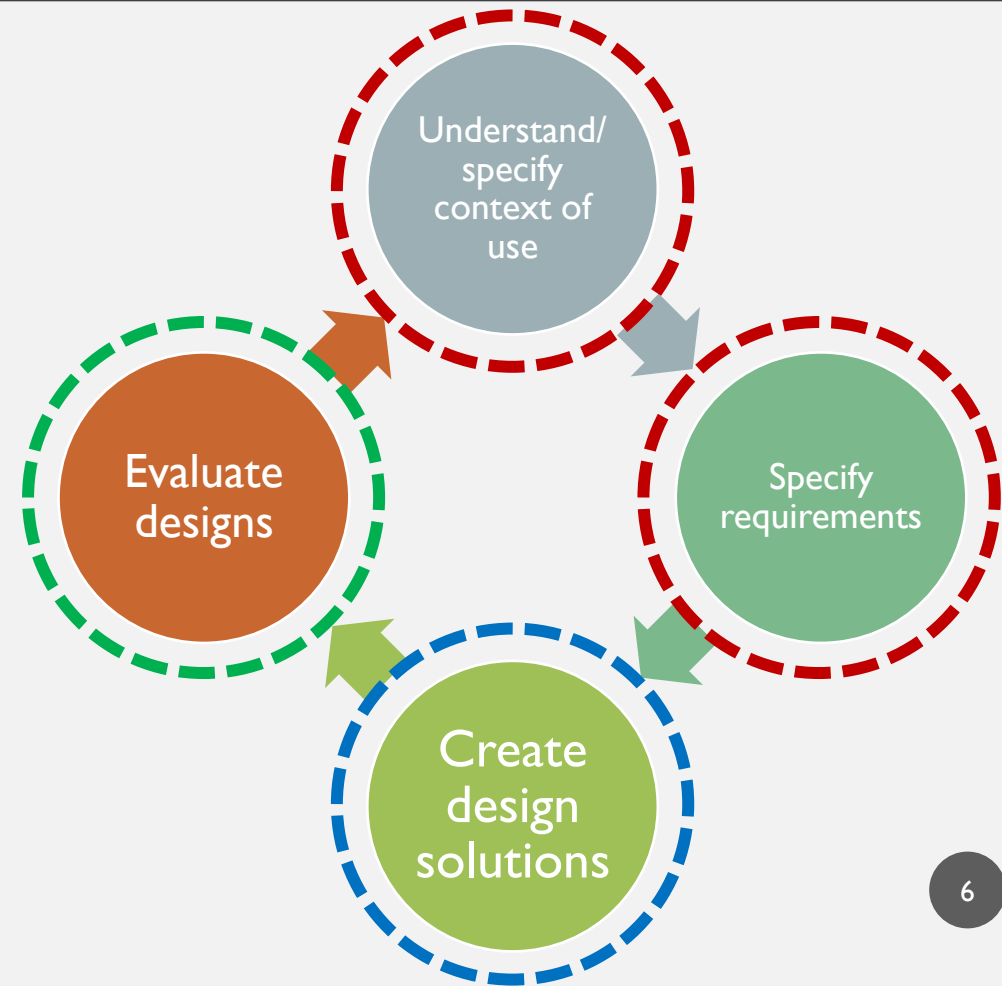 Understand/
specify
context of
use
Specify
requirements
Create
design
solutions
Evaluate
designs
6